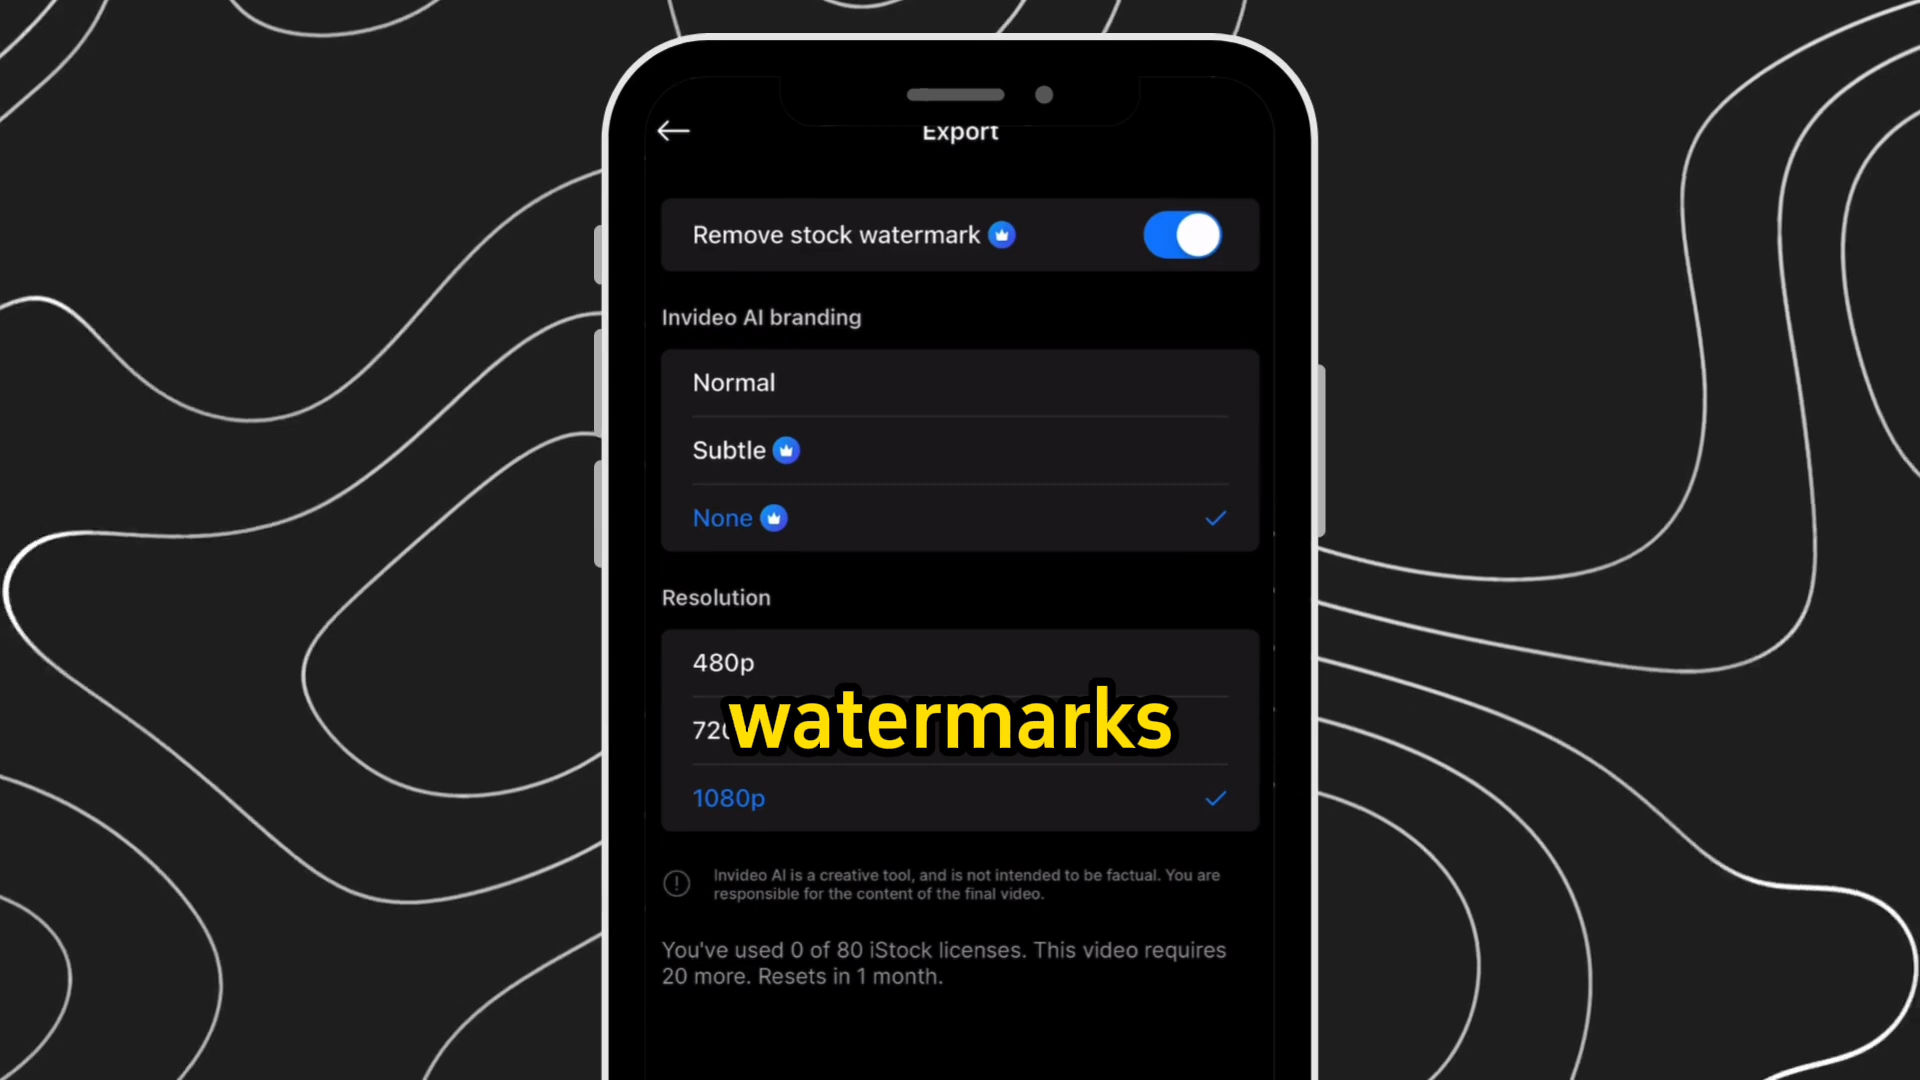 Export
Remove stock watermark
Invideo AI branding
Normal
Subtle
None
Resolution
480p
watermarks
1080p
Invideo AI is a creative tool, and is not intended to be factual. You are
responsible for the content of the final video.
You've used 0 of 80 iStock licenses. This video requires
20 more. Resets in 1 month.